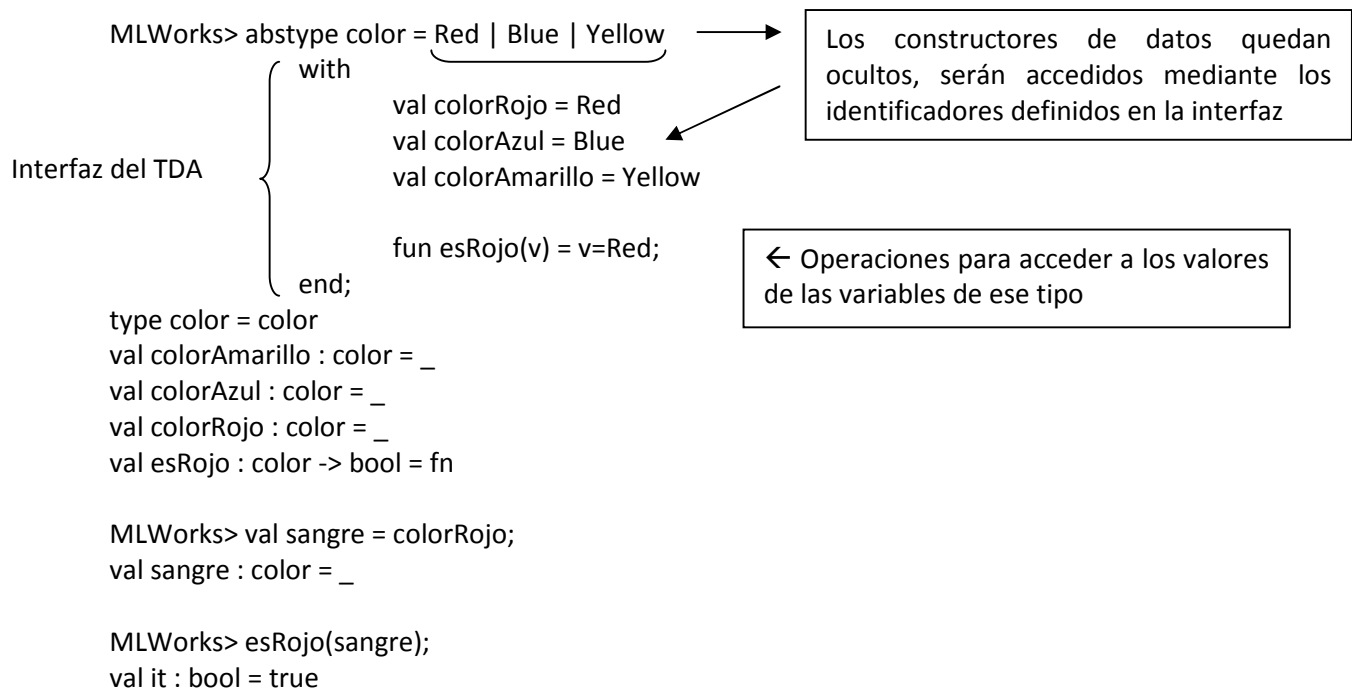 MLWorks> abstype color = Red | Blue | Yellow
with
val colorRojo = Red
val colorAzul = Blue
val colorAmarillo = Yellow
fun esRojo(v) = v=Red;
end;
Interfaz del TDA
Los constructores de datos quedan
ocultos, serán accedidos mediante los
identificadores definidos en la interfaz
← Operaciones para acceder a los valores
de las variables de ese tipo
type color = color
val colorAmarillo : color = _
val colorAzul : color = _
val colorRojo : color = _
val esRojo : color -> bool = fn
MLWorks> val sangre = colorRojo;
val sangre : color = _
MLWorks> esRojo(sangre);
val it : bool = true